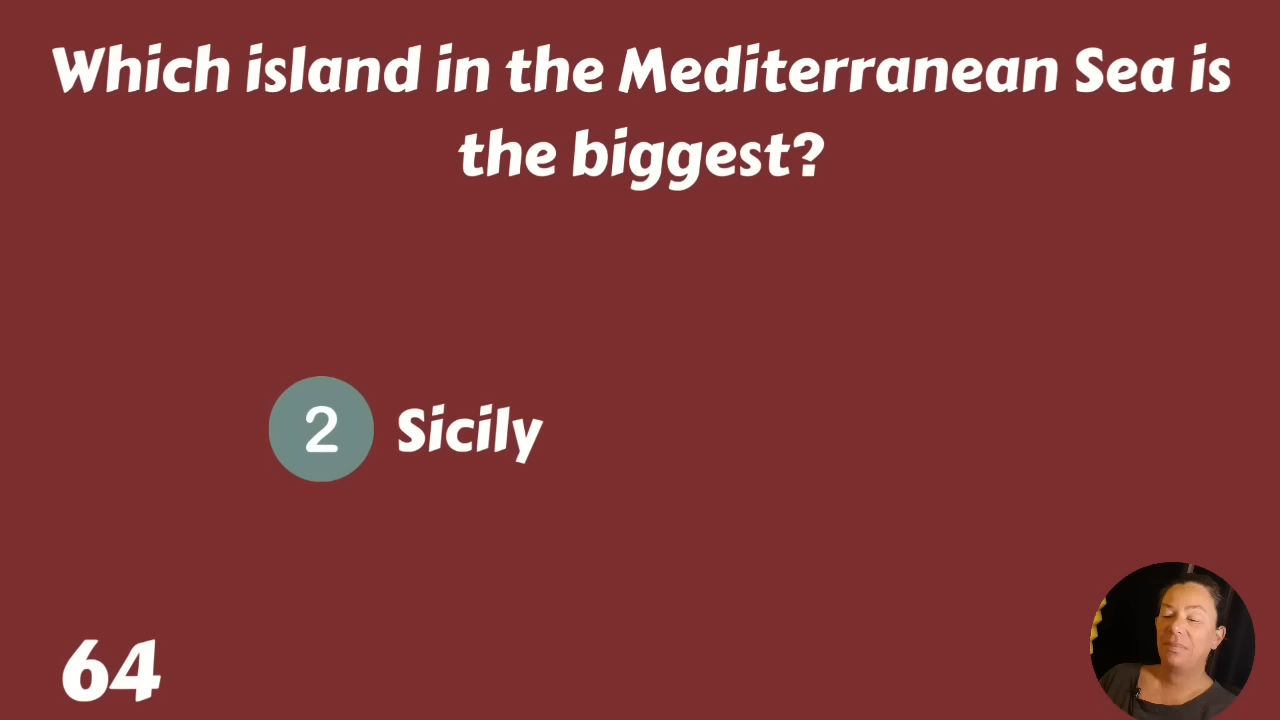 Which island in the Mediterranean Sea is
the biggest?
2 Sicily
64